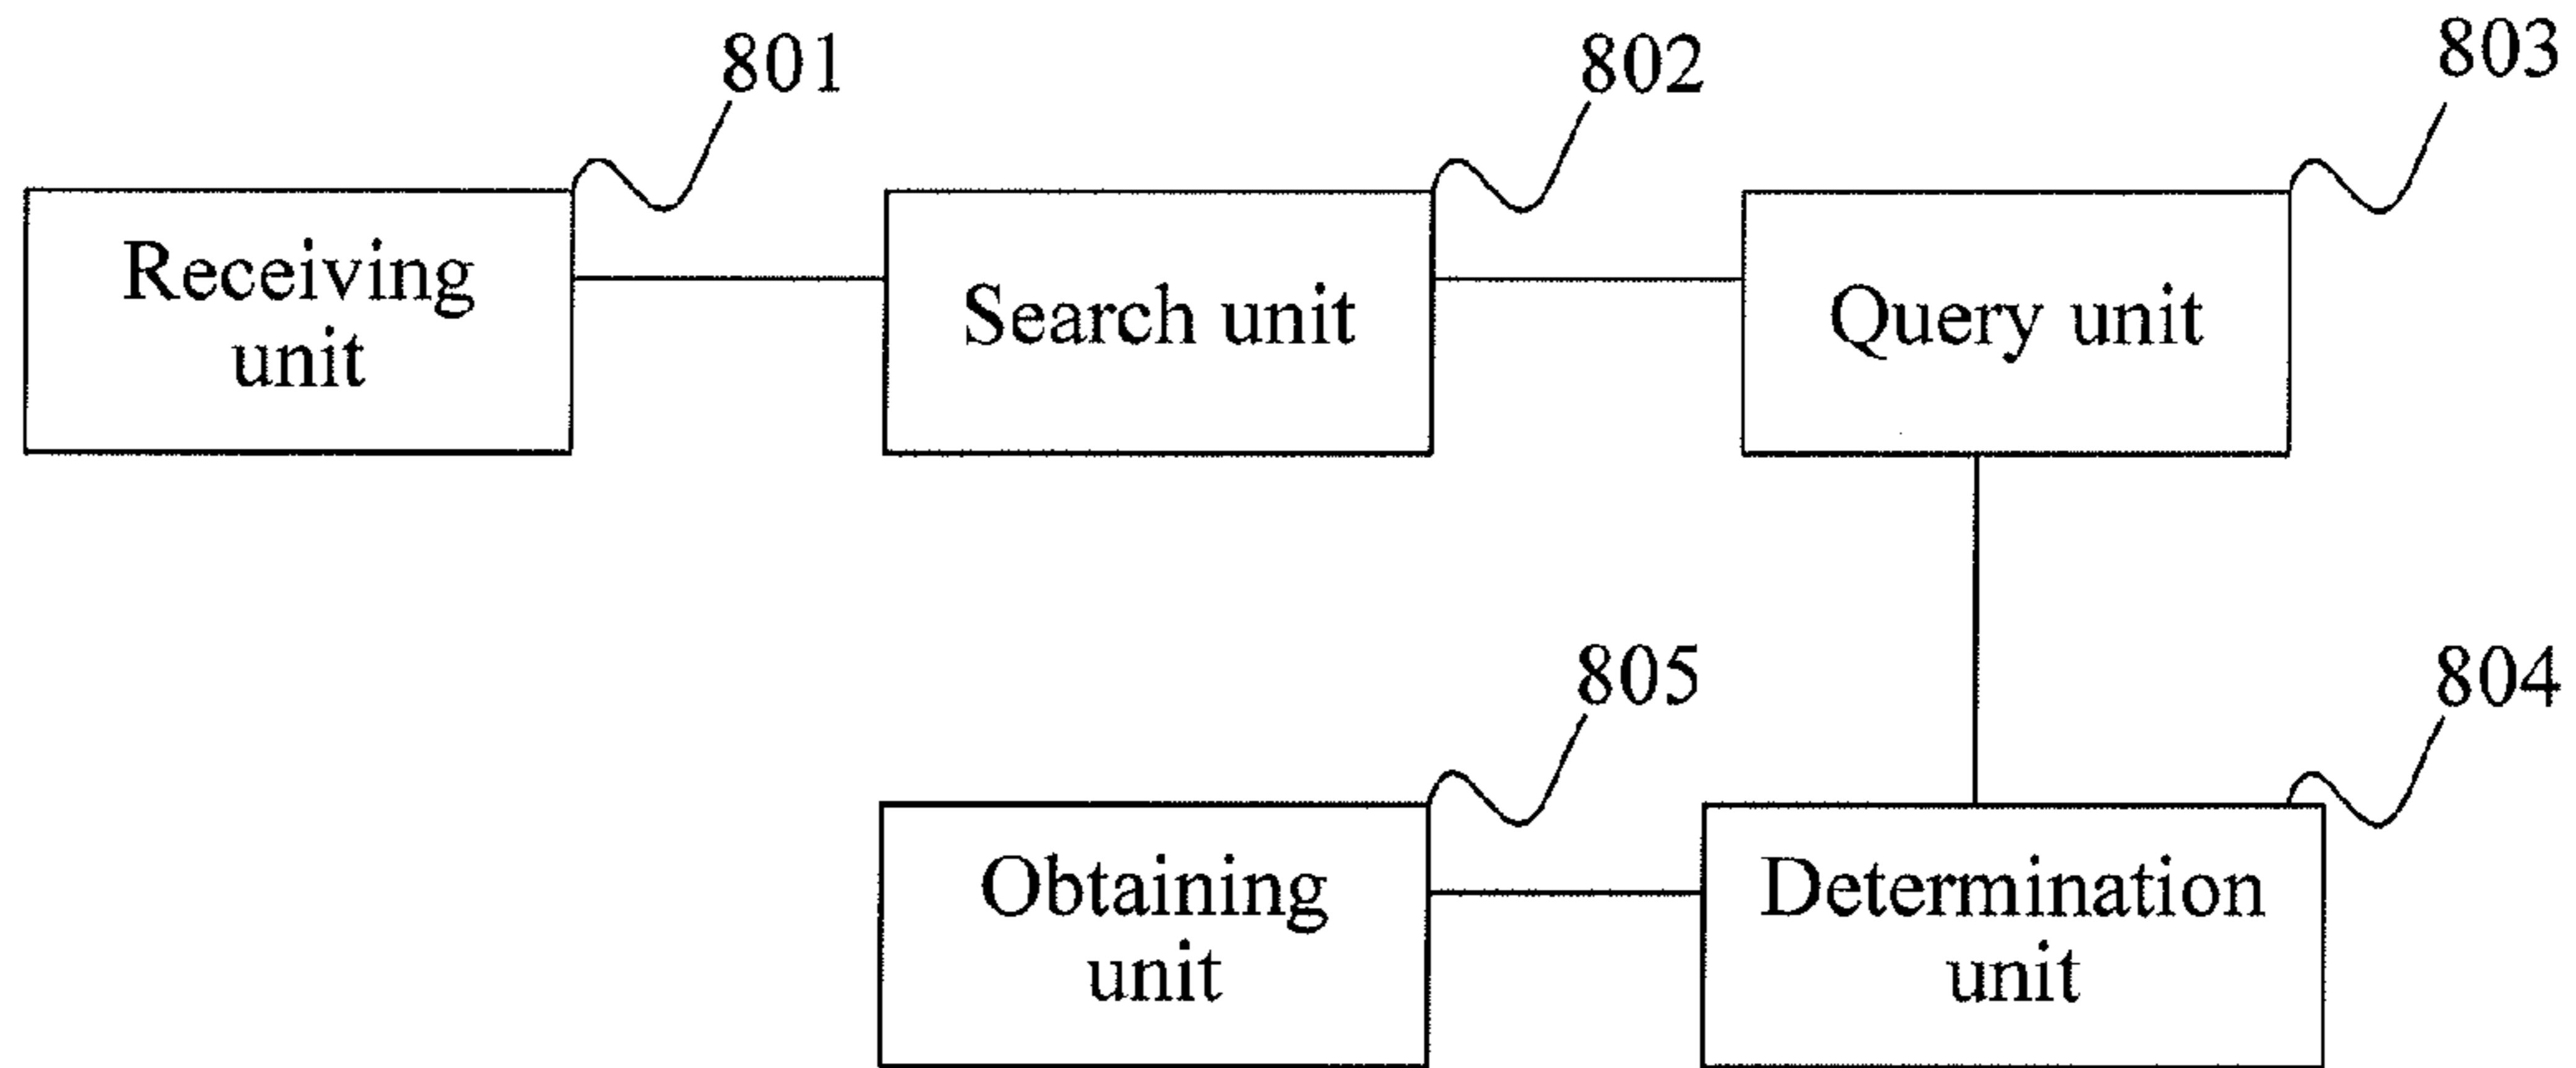 801
802
803
Receiving
unit
Search unit
Query unit
805
804
Obtaining
unit
Determination
unit